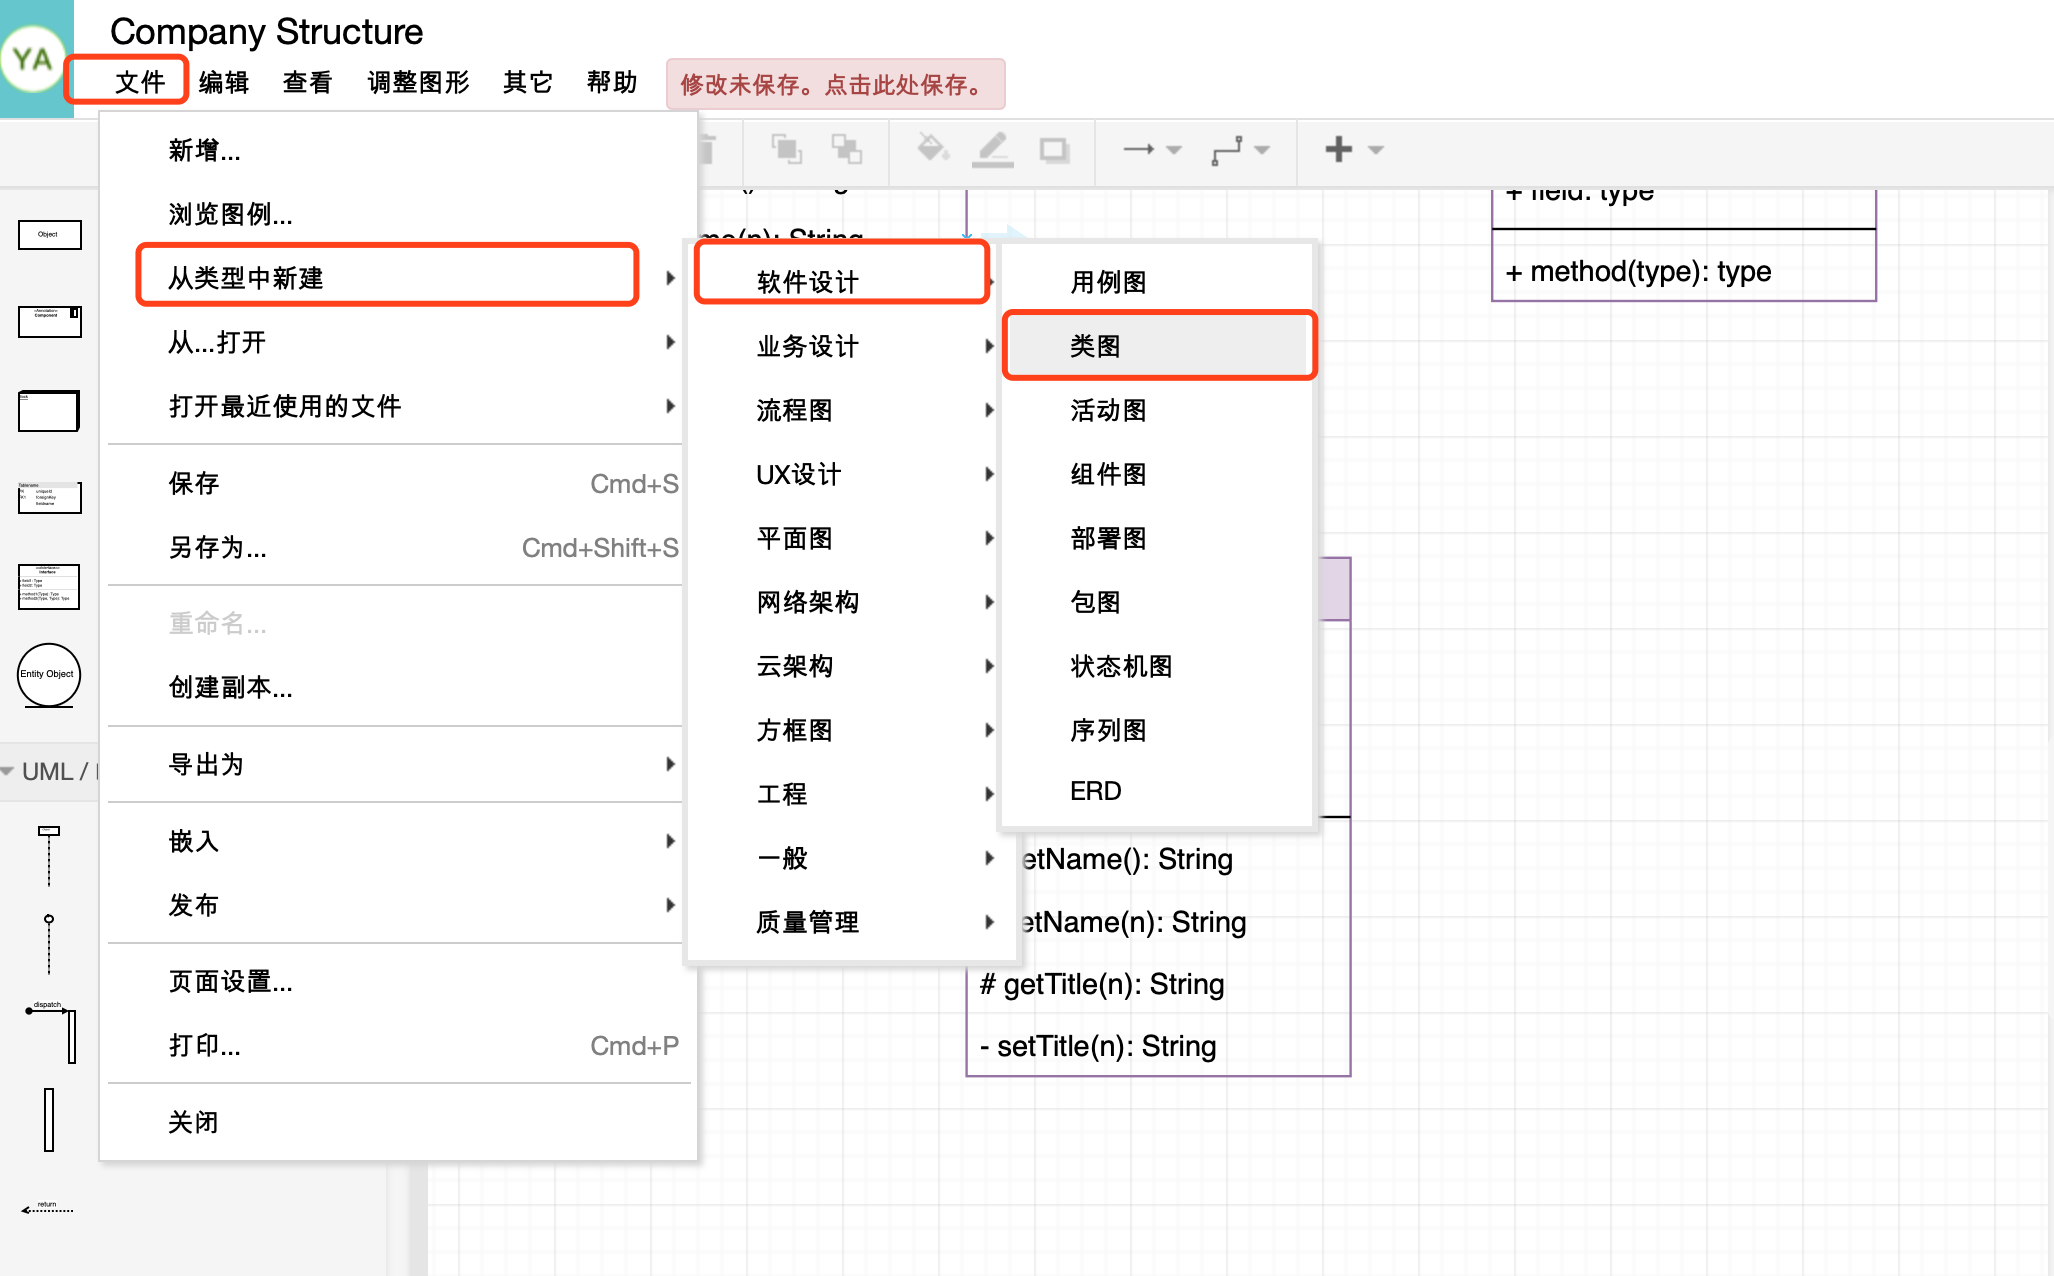 YA
Company Structure
文件 编辑 查看 调整图形 其它 帮助 修改未保存。点击此处保存。
新增...
浏览图例...
从类型中新建
从...打开
打开最近使用的文件
保存 Cmd+S
另存为... Cmd+Shift+S
重命名...
创建副本...
导出为
嵌入
发布
页面设置...
打印... Cmd+P
关闭
软件设计
业务设计
流程图
UX设计
平面图
网络架构
云架构
方框图
工程
一般
质量管理
用例图
类图
活动图
组件图
部署图
包图
状态机图
序列图
ERD
me(n): String
+ field: type
+ method(type): type
etName(): String
etName(n): String
# getTitle(n): String
- setTitle(n): String
Object
Component
Tablename
uniqueId
foreignKey
fieldname
Interface
Entity Object
UML /
dispatch
return